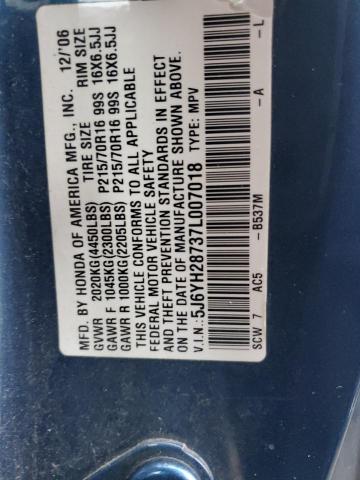 MFD. BY HONDA OF AMERICA MFG., INC. 12/'06
TIRE SIZE RIM SIZE
GVWR 2020KG(4450LBS)
GAWR F 1045KG(2300LBS) P215/70R16 99S 16X6.5JJ
GAWR R 1000KG(2205LBS) P215/70R16 99S 16X6.5JJ
THIS VEHICLE CONFORMS TO ALL APPLICABLE
FEDERAL MOTOR VEHICLE SAFETY
AND THEFT PREVENTION STANDARDS IN EFFECT
ON THE DATE OF MANUFACTURE SHOWN ABOVE.
V.I.N.: 5J6YH28737L007018 TYPE: MPV
SCW 7 AC5 -B537M -A -L